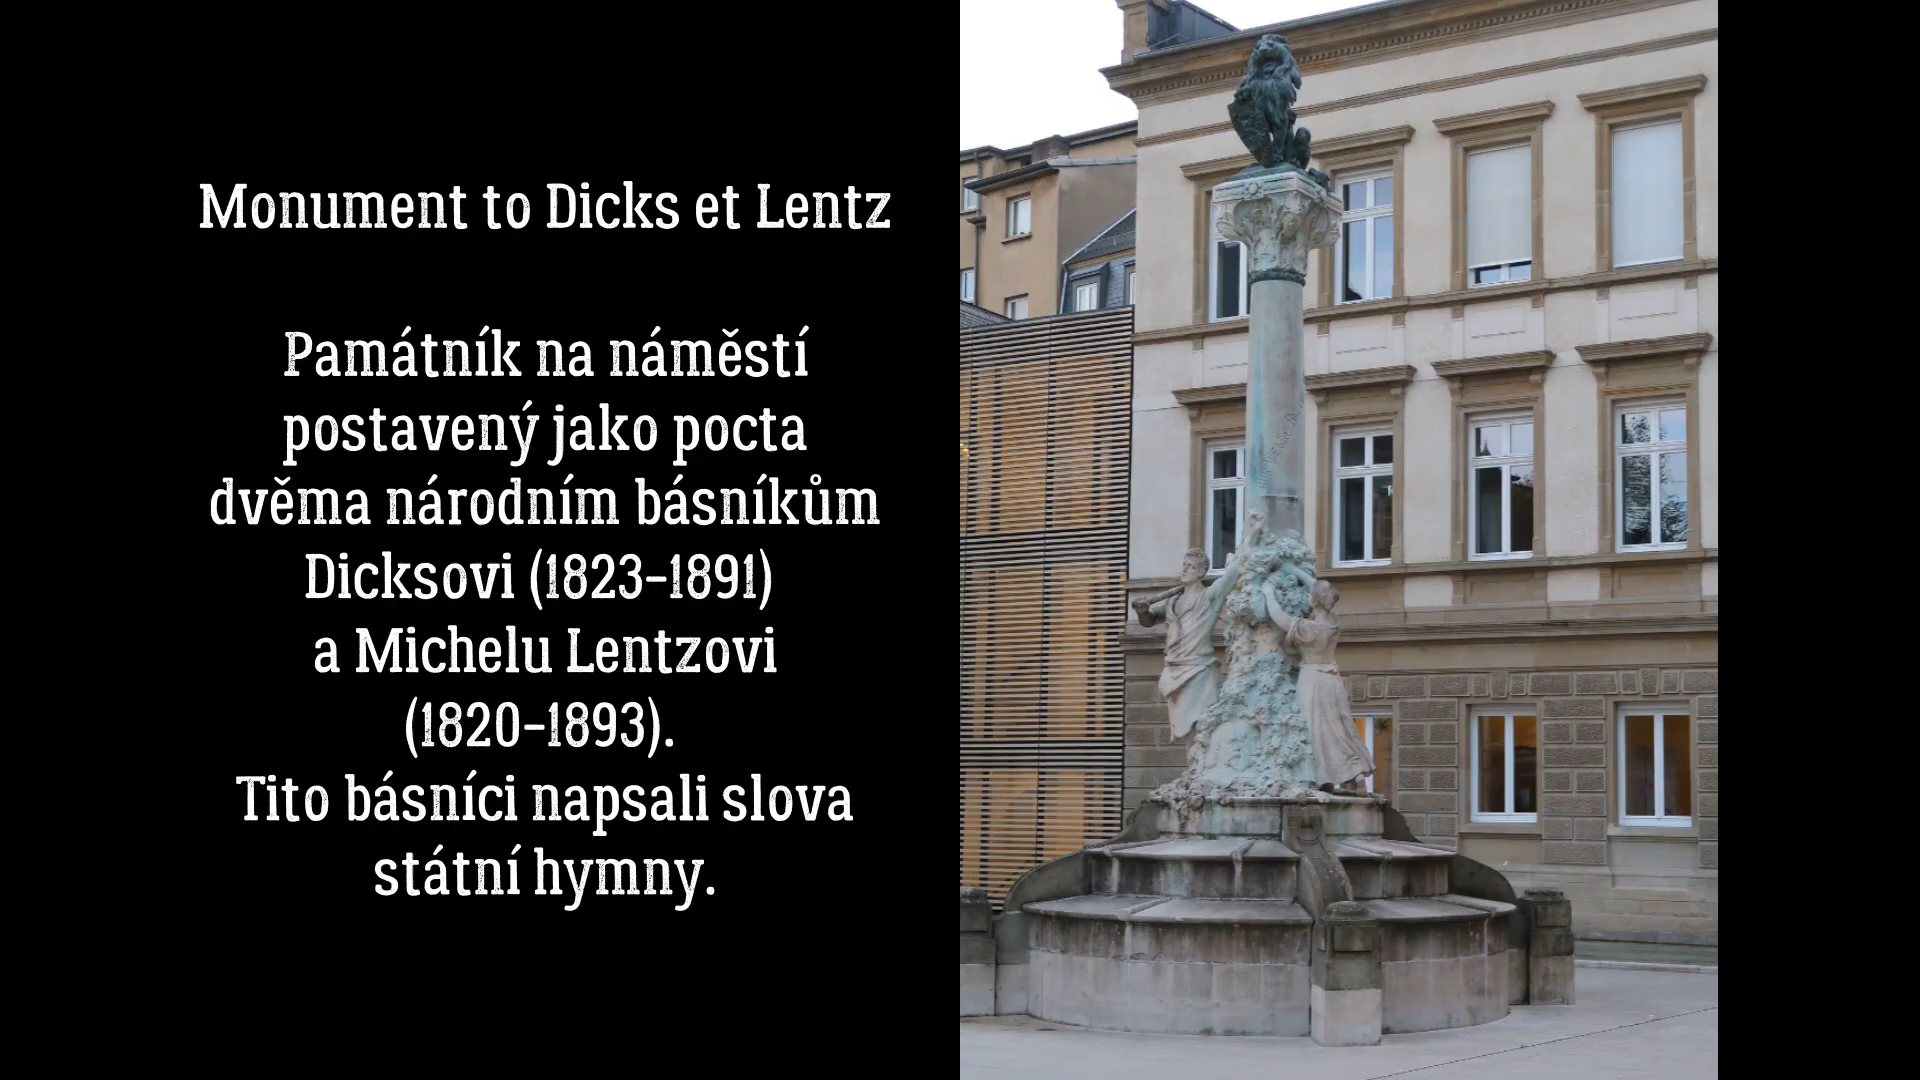 Monument to Dicks et Lentz
Památník na náměstí
postavený jako pocta
dvěma národním básníkům
Dicksovi (1823-1891)
a Michelu Lentzovi
(1820-1893).
Tito básníci napsali slova
státní hymny.